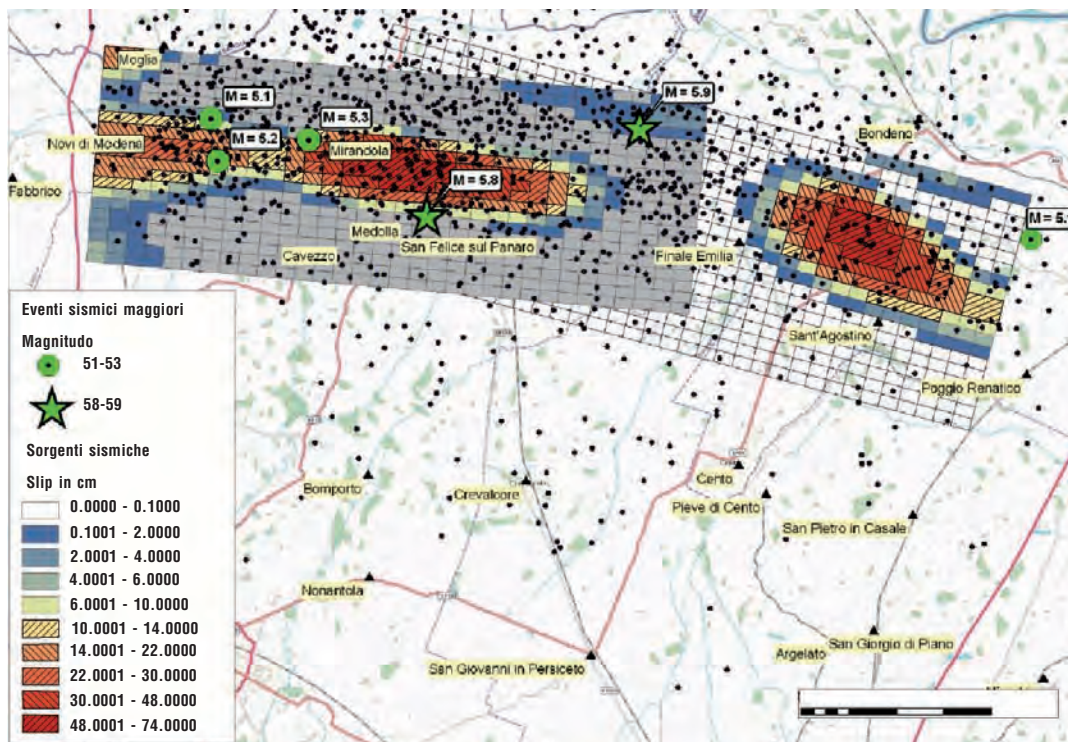 Moglia
M = 5.1
M = 5.3
M = 5.9
Bondeno
Novi di Modena
M = 5.2
Mirandola
Fabbrico
M = 5.8
M = 5.1
Medolla
San Felice sul Panaro
Cavezzo
Finale Emilia
Sant'Agostino
Poggio Renatico
Eventi sismici maggiori
Magnitudo
51-53
58-59
Sorgenti sismiche
Slip in cm
0.0000 - 0.1000
0.1001 - 2.0000
2.0001 - 4.0000
4.0001 - 6.0000
6.0001 - 10.0000
10.0001 - 14.0000
14.0001 - 22.0000
22.0001 - 30.0000
30.0001 - 48.0000
48.0001 - 74.0000
Bomporto
Crevalcore
Cento
Pieve di Cento
San Pietro in Casale
Nonantola
San Giovanni in Persiceto
Argelato
San Giorgio di Piano